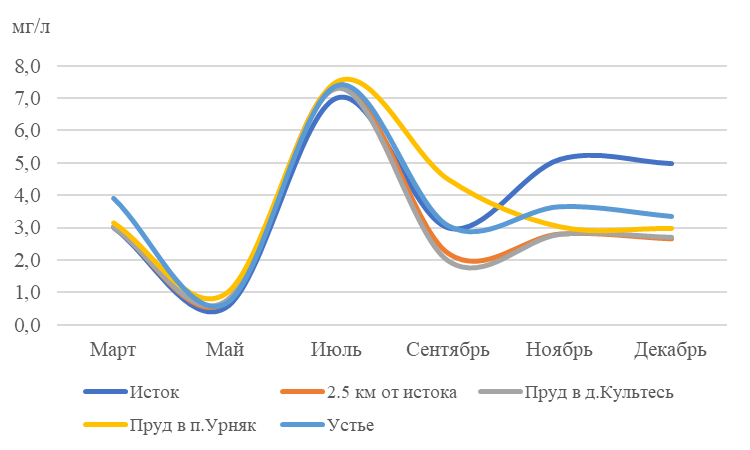 мг/л
8,0
7,0
6,0
5,0
4,0
3,0
2,0
1,0
0,0
Март Май Июль Сентябрь Ноябрь Декабрь
Исток 2.5 км от истока Пруд в д.Культесь
Пруд в п.Урняк Устье